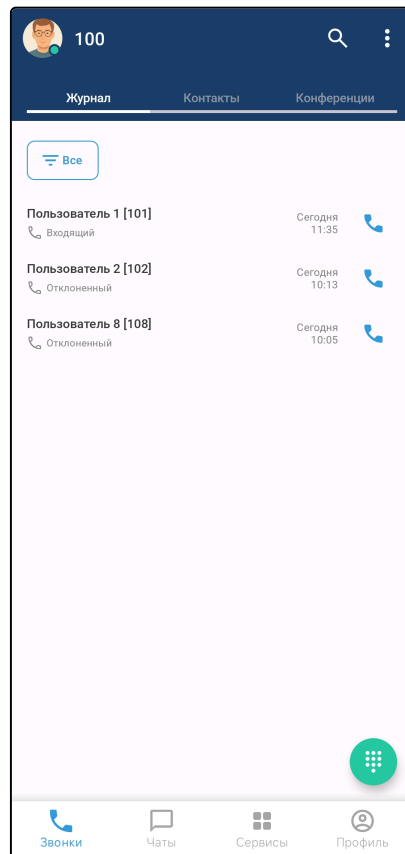 100
Журнал Контакты Конференции
Все
Пользователь 1 [101] Сегодня
Входящий 11:35
Пользователь 2 [102] Сегодня
Отклоненный 10:13
Пользователь 8 [108] Сегодня
Отклоненный 10:05
Звонки Чаты Сервисы Профиль